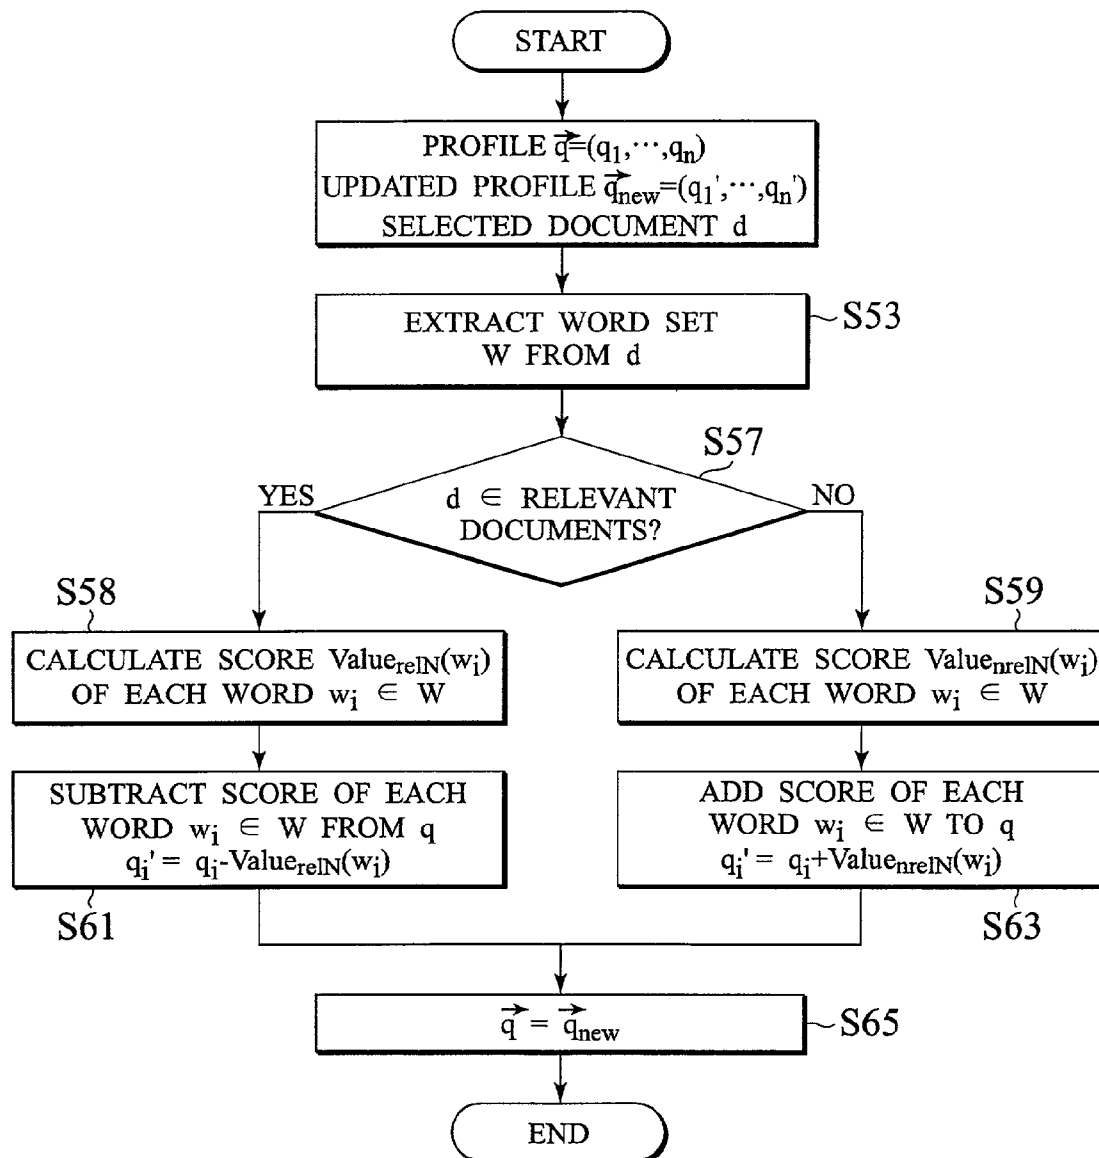 START
PROFILE q⃗=(q₁,⋯,qₙ)
UPDATED PROFILE q⃗new=(q₁',⋯,qₙ')
SELECTED DOCUMENT d
EXTRACT WORD SET
W FROM d
S53
S57
d ∈ RELEVANT
DOCUMENTS?
YES
NO
S58
CALCULATE SCORE ValuerelN(wi)
OF EACH WORD wi ∈ W
S59
CALCULATE SCORE ValuenrelN(wi)
OF EACH WORD wi ∈ W
SUBTRACT SCORE OF EACH
WORD wi ∈ W FROM q
qi' = qi-ValuerelN(wi)
S61
ADD SCORE OF EACH
WORD wi ∈ W TO q
qi' = qi+ValuenrelN(wi)
S63
q⃗ = q⃗new
S65
END